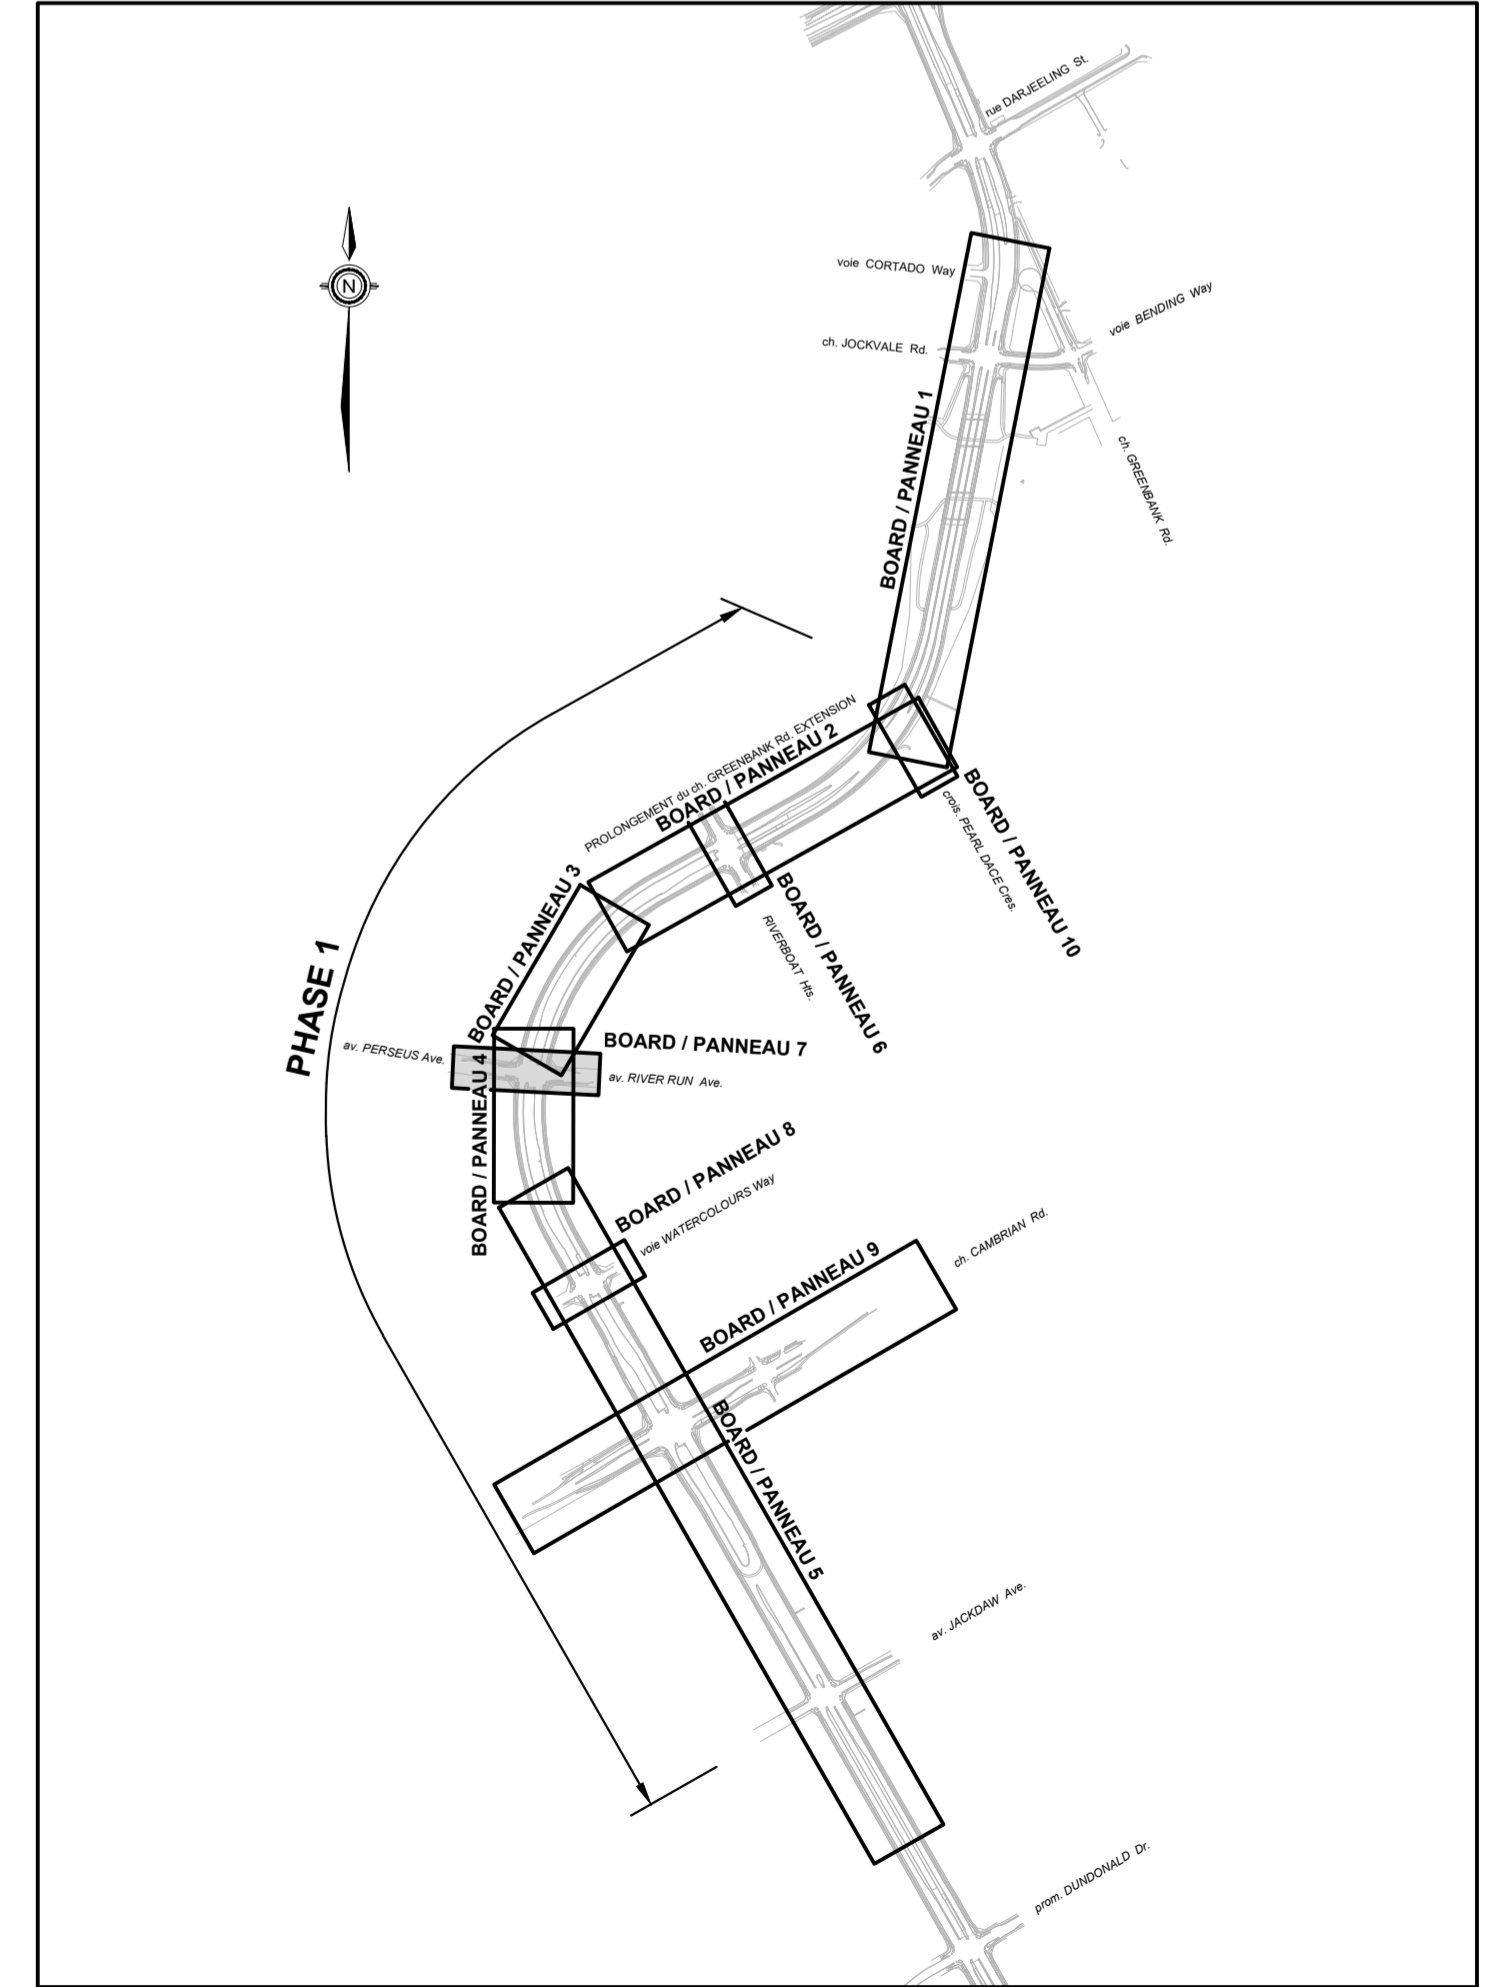 rue DARJEELING St.
N
voie CORTADO Way
voie BENDING Way
ch. JOCKVALE Rd.
BOARD / PANNEAU 1
ch. GREENBANK Rd.
PROLONGEMENT du ch. GREENBANK Rd. EXTENSION
BOARD / PANNEAU 2
BOARD / PANNEAU 10
crois. PEARL DACE Cres.
BOARD / PANNEAU 3
BOARD / PANNEAU 6
RIVERBOAT Hts.
PHASE 1
av. PERSEUS Ave.
BOARD / PANNEAU 7
av. RIVER RUN Ave.
BOARD / PANNEAU 4
BOARD / PANNEAU 8
voie WATERCOLOURS Way
BOARD / PANNEAU 9
ch. CAMBRIAN Rd.
BOARD / PANNEAU 5
av. JACKDAW Ave.
prom. DUNDONALD Dr.